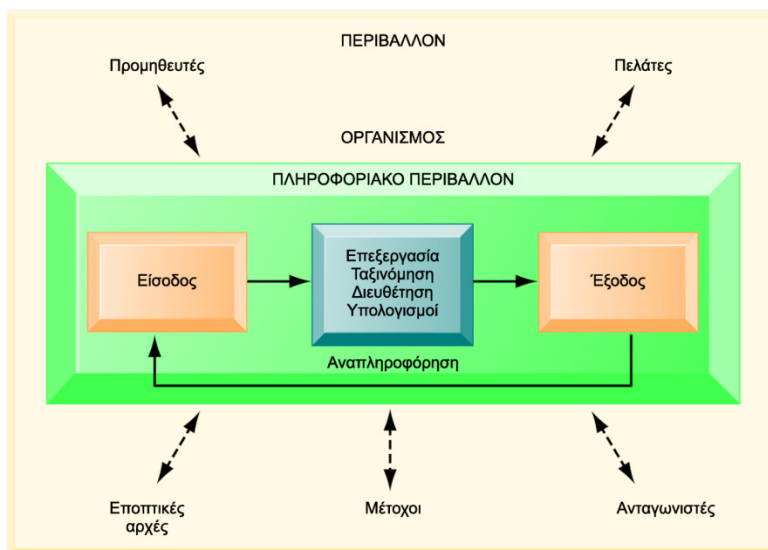 ΠΕΡΙΒΑΛΛΟΝ
Προμηθευτές
Πελάτες
ΟΡΓΑΝΙΣΜΟΣ
ΠΛΗΡΟΦΟΡΙΑΚΟ ΠΕΡΙΒΑΛΛΟΝ
Είσοδος
Επεξεργασία
Ταξινόμηση
Διευθέτηση
Υπολογισμοί
Έξοδος
Αναπληροφόρηση
Εποπτικές
αρχές
Μέτοχοι
Ανταγωνιστές